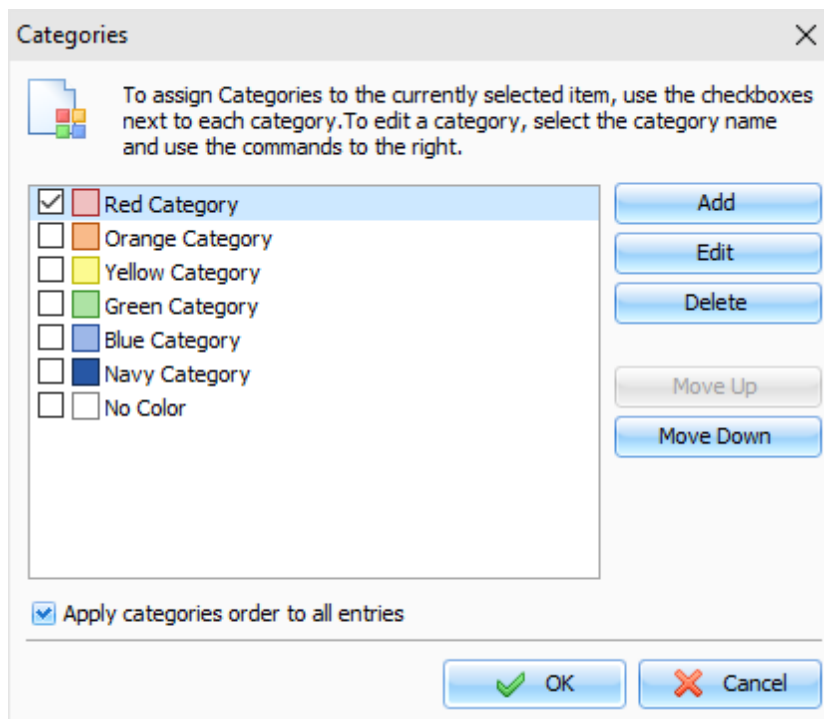 Categories
To assign Categories to the currently selected item, use the checkboxes
next to each category.To edit a category, select the category name
and use the commands to the right.
Red Category
Orange Category
Yellow Category
Green Category
Blue Category
Navy Category
No Color
Add
Edit
Delete
Move Up
Move Down
Apply categories order to all entries
OK
Cancel